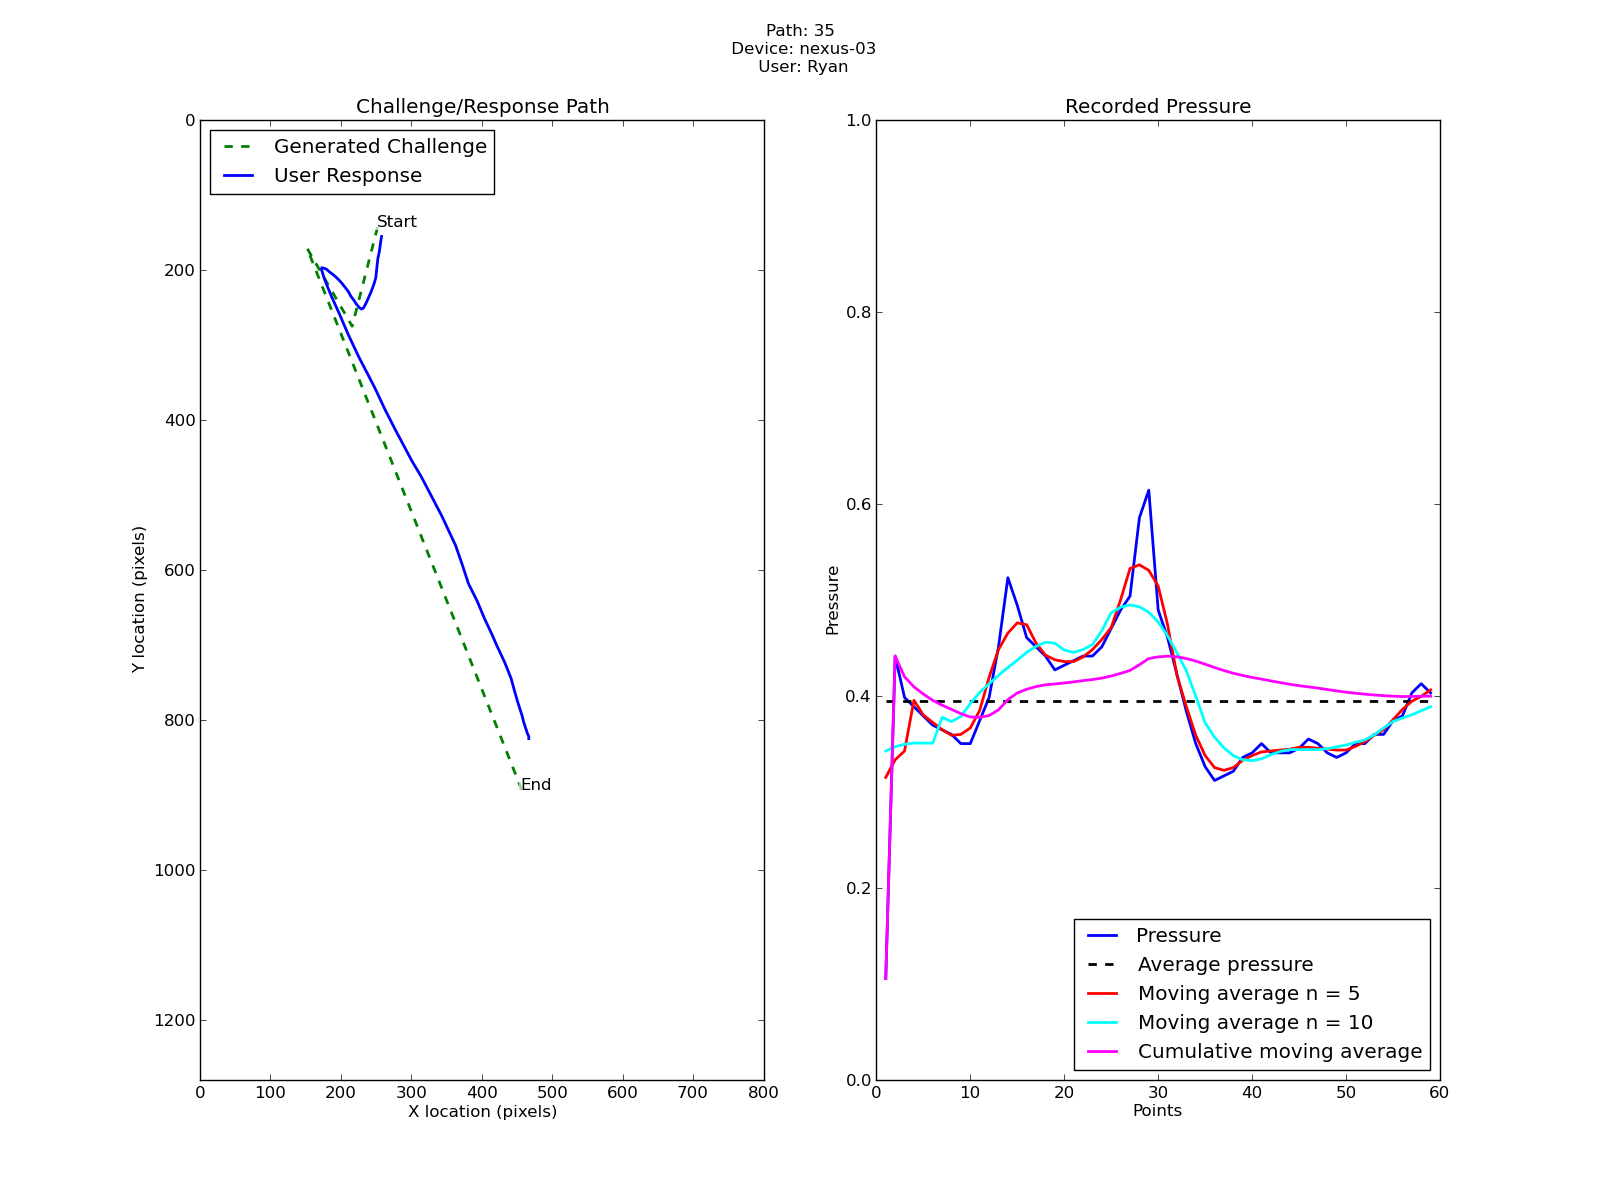 Path: 35
Device: nexus-03
User: Ryan
Challenge/Response Path
Generated Challenge
User Response
Start
End
0
200
400
600
800
1000
1200
Y location (pixels)
0 100 200 300 400 500 600 700 800
X location (pixels)
Recorded Pressure
1.0
0.8
0.6
0.4
0.2
0.0
Pressure
Pressure
Average pressure
Moving average n = 5
Moving average n = 10
Cumulative moving average
0 10 20 30 40 50 60
Points